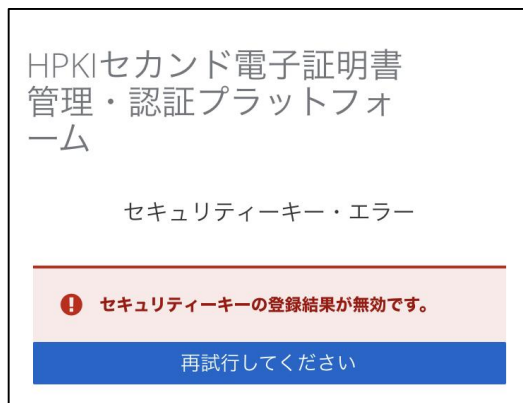 HPKIセカンド電子証明書
管理・認証プラットフォ
ーム
セキュリティーキー・エラー
セキュリティーキーの登録結果が無効です。
再試行してください